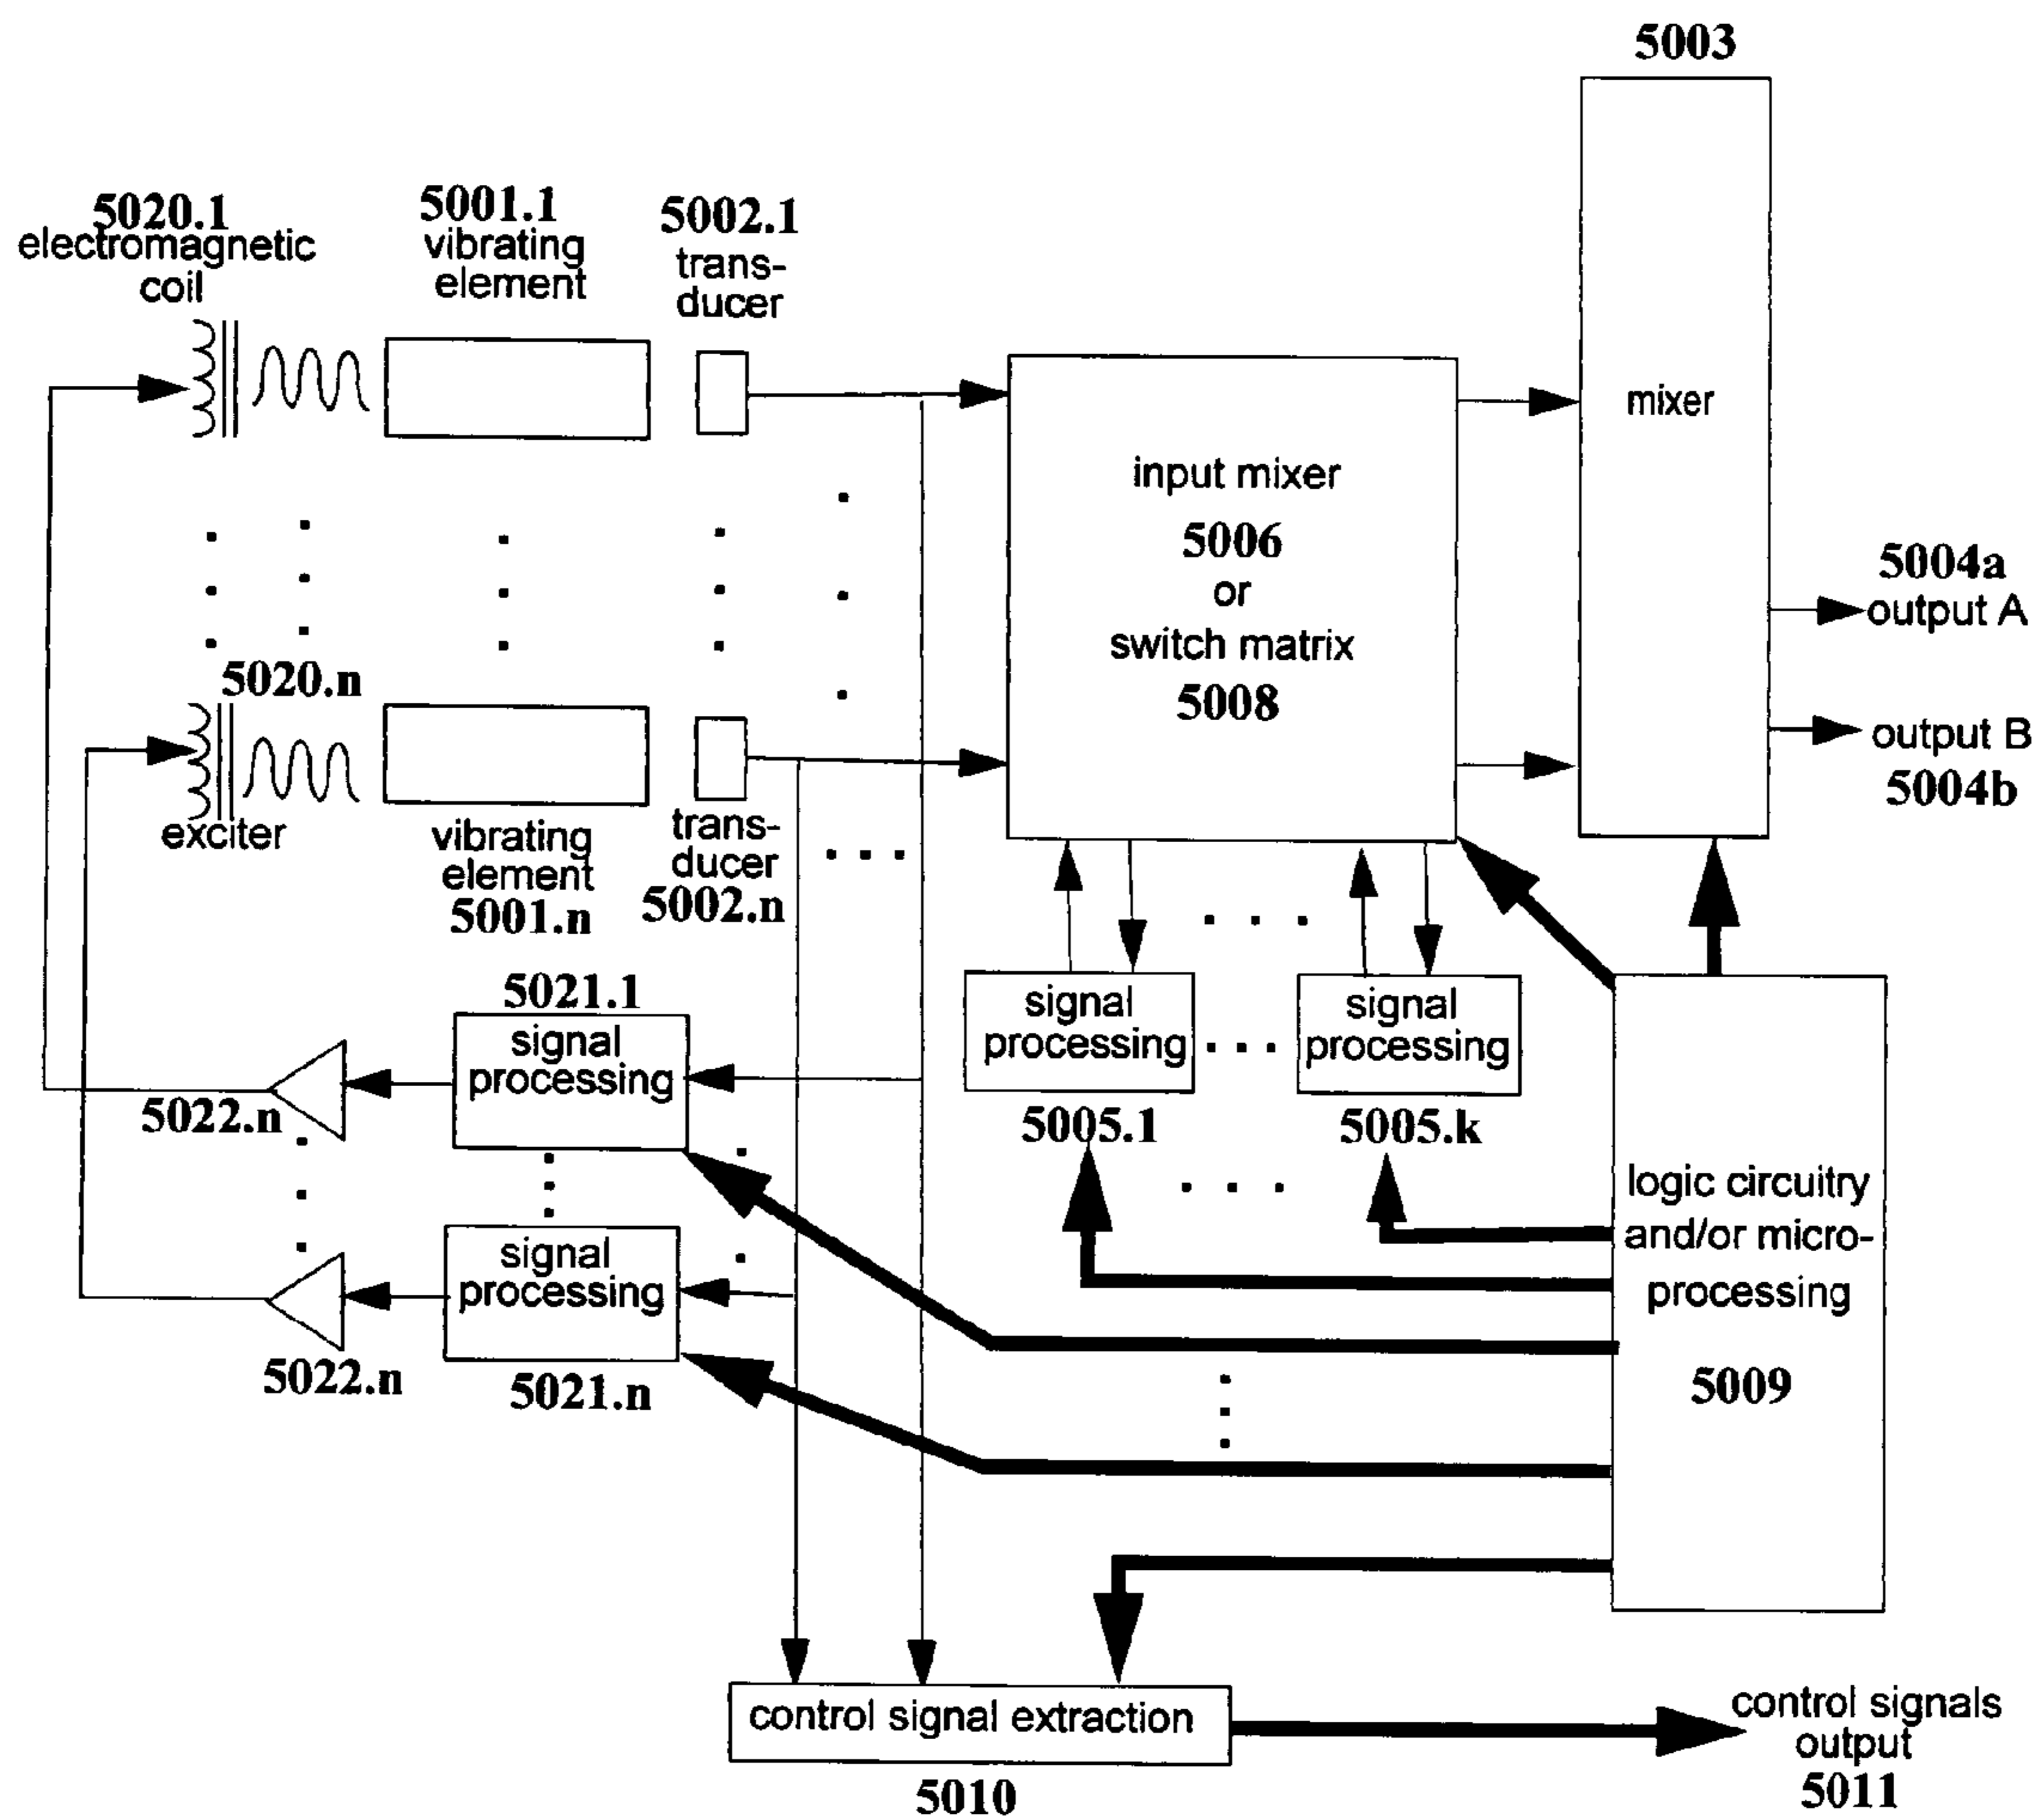 5003
5020.1
electromagnetic
coil
5001.1
vibrating
element
5002.1
trans-
ducer
mixer
input mixer
5006
or
switch matrix
5008
5004a
output A
output B
5004b
5020.n
exciter
vibrating
element
5001.n
trans-
ducer
5002.n
5021.1
signal
processing
5022.n
signal
processing
5005.1
signal
processing
5005.k
signal
processing
5022.n
5021.n
logic circuitry
and/or micro-
processing
5009
control signal extraction
5010
control signals
output
5011